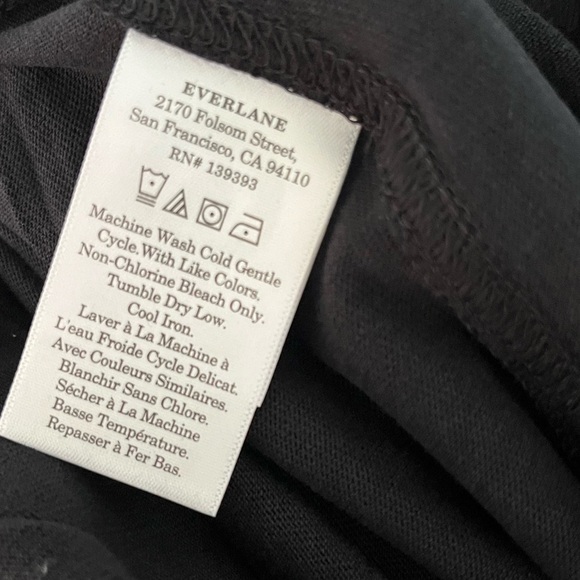 EVERLANE
2170 Folsom Street,
San Francisco, CA 94110
RN# 139393
Machine Wash Cold Gentle
Cycle. With Like Colors.
Non-Chlorine Bleach Only.
Tumble Dry Low.
Cool Iron.
Laver à La Machine à
L'eau Froide Cycle Delicat.
Avec Couleurs Similaires.
Blanchir Sans Chlore.
Sécher à La Machine
Basse Température.
Repasser à Fer Bas.